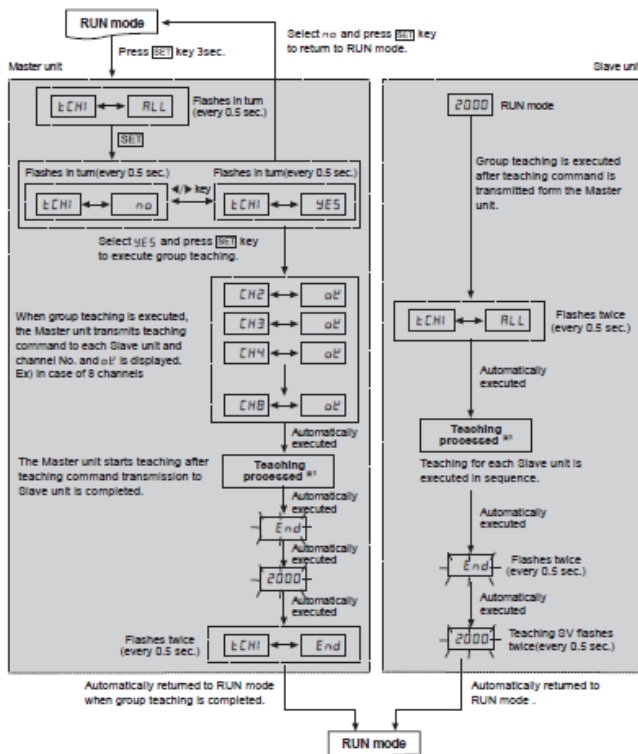 RUN mode
Press SET key 3sec.
Select no and press SET key
to return to RUN mode.
Master unit
tCH1 ALL
Flashes in turn
(every 0.5 sec.)
SET
Flashes in turn(every 0.5 sec.)
tCH1 no
◀/▶ key
Flashes in turn(every 0.5 sec.)
tCH1 YES
Select YES and press SET key
to execute group teaching.
When group teaching is executed,
the Master unit transmits teaching
command to each Slave unit and
channel No. and oK is displayed.
Ex) in case of 8 channels
CH2 oK
CH3 oK
CH4 oK
CH8 oK
Automatically
executed
The Master unit starts teaching after
teaching command transmission to
Slave unit is completed.
Teaching
processed ※1
Automatically
executed
End
Automatically
executed
2000
Automatically
executed
Flashes twice
(every 0.5 sec.)
tCH1 End
Automatically returned to RUN mode
when group teaching is completed.
Slave unit
2000 RUN mode
Group teaching is executed
after teaching command is
transmitted form the Master
unit.
tCH1 ALL
Flashes twice
(every 0.5 sec.)
Automatically
executed
Teaching
processed ※1
Teaching for each Slave unit is
executed in sequence.
Automatically
executed
End
Flashes twice
(every 0.5 sec.)
Automatically
executed
2000
Teaching SV flashes
twice(every 0.5 sec.)
Automatically returned to
RUN mode .
RUN mode